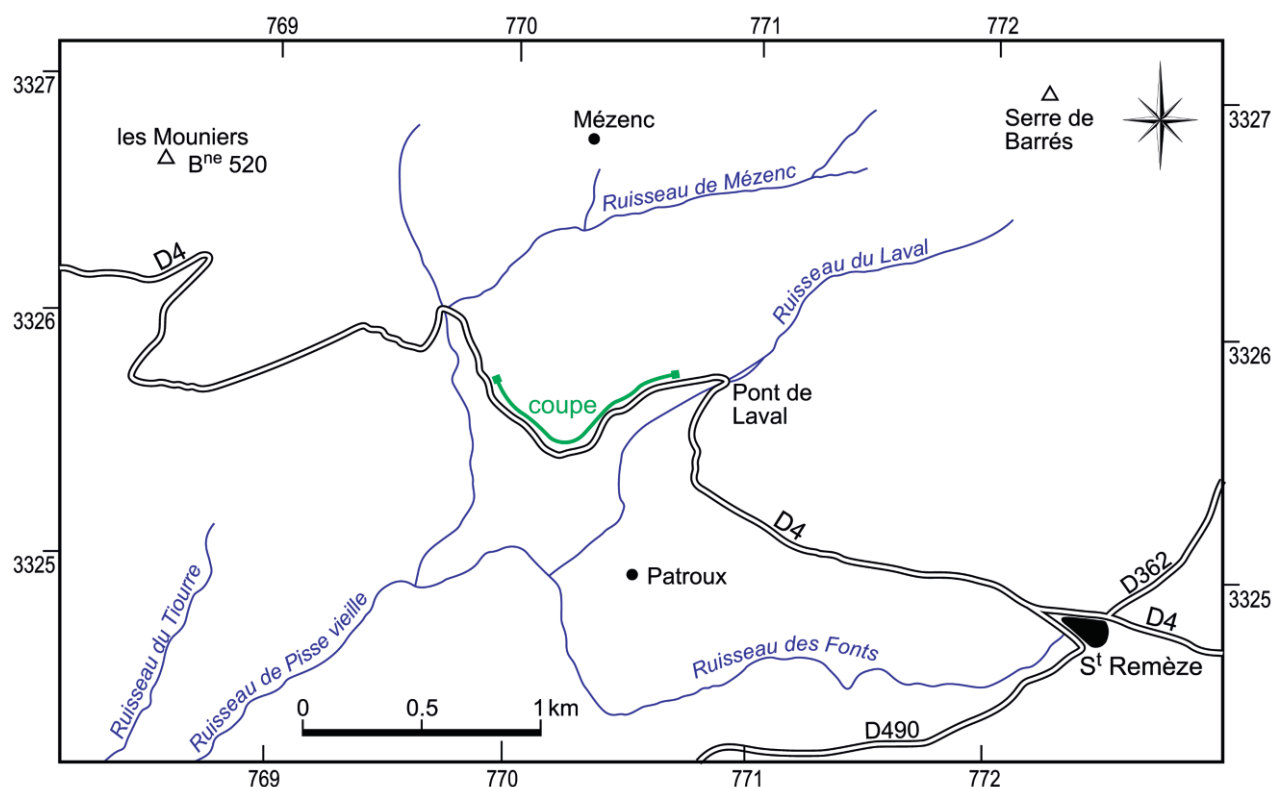 769 770 771 772
3327
3327
les Mouniers
Bⁿᵉ 520
Mézenc
Serre de
Barrés
Ruisseau de Mézenc
D4
Ruisseau du Laval
3326
3326
coupe
Pont de
Laval
D4
3325
3325
Patroux
D362
D4
Ruisseau du Tiourre
Ruisseau de Pisse vieille
Ruisseau des Fonts
Sᵗ Remèze
0 0.5 1 km
D490
769 770 771 772